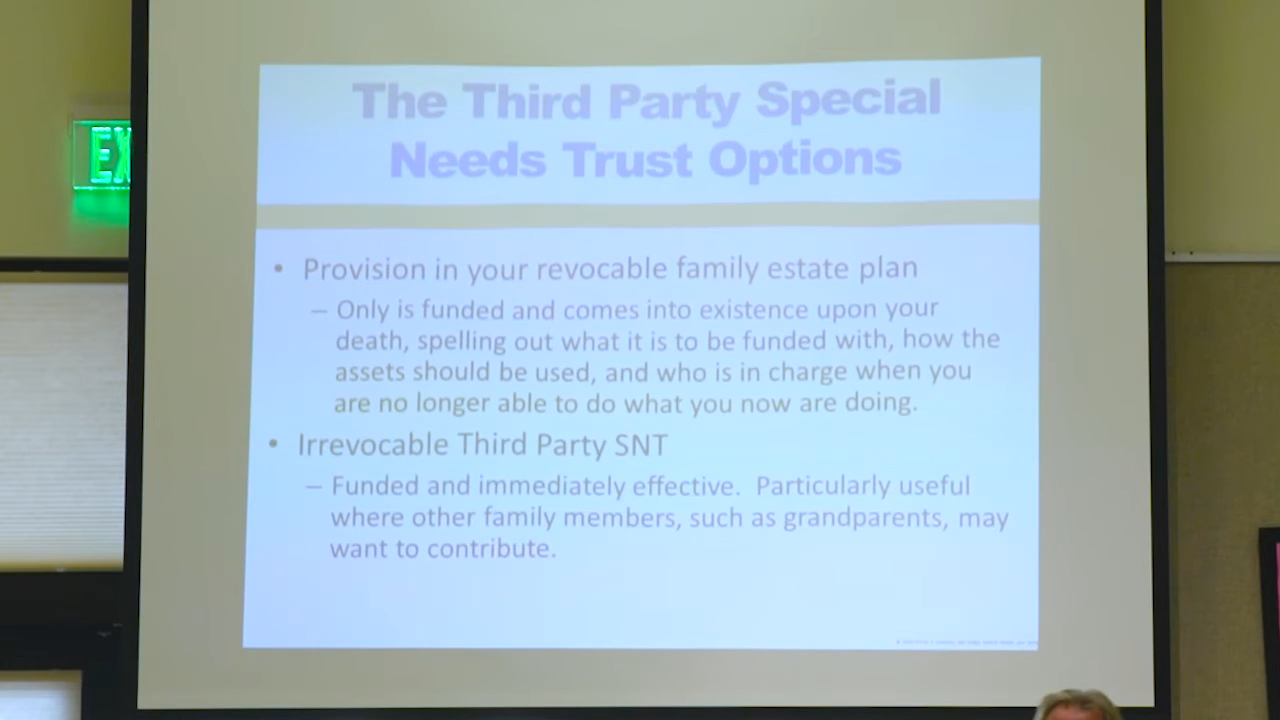 EX
The Third Party Special
Needs Trust Options
• Provision in your revocable family estate plan
– Only is funded and comes into existence upon your
death, spelling out what it is to be funded with, how the
assets should be used, and who is in charge when you
are no longer able to do what you now are doing.
• Irrevocable Third Party SNT
– Funded and immediately effective. Particularly useful
where other family members, such as grandparents, may
want to contribute.